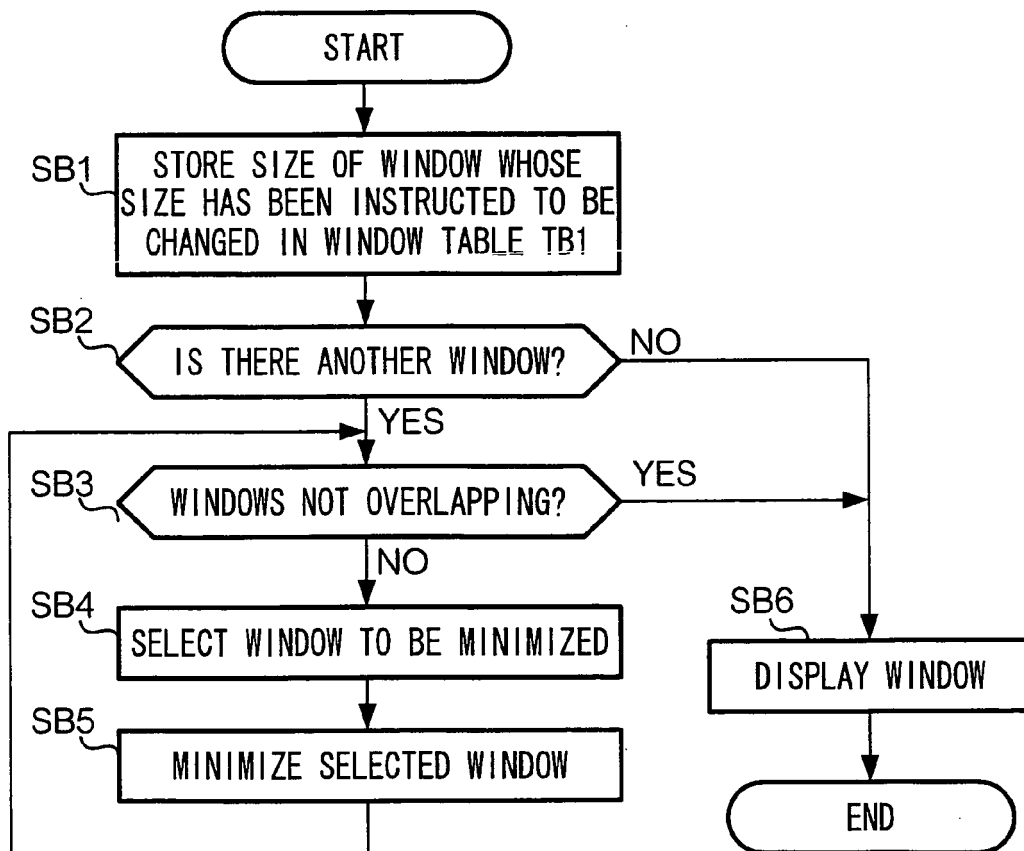 START
SB1
STORE SIZE OF WINDOW WHOSE
SIZE HAS BEEN INSTRUCTED TO BE
CHANGED IN WINDOW TABLE TB1
SB2
IS THERE ANOTHER WINDOW?
NO
YES
SB3
WINDOWS NOT OVERLAPPING?
YES
NO
SB4
SELECT WINDOW TO BE MINIMIZED
SB5
MINIMIZE SELECTED WINDOW
SB6
DISPLAY WINDOW
END